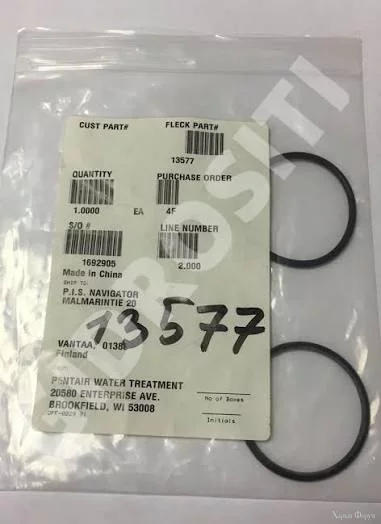 CUST PART#
FLECK PART#
13577
QUANTITY
PURCHASE ORDER
1.0000 EA
4F
S/O #
LINE NUMBER
1692905
2.000
Made in China
SHIP TO:
P.I.S. NAVIGATOR
MALMARINTIE 20
13577
VANTAA, 0138
Finland
PENTAIR WATER TREATMENT
20580 ENTERPRISE AVE.
BROOKFIELD, WI 53008
No of Boxes
Initials
DROSITI